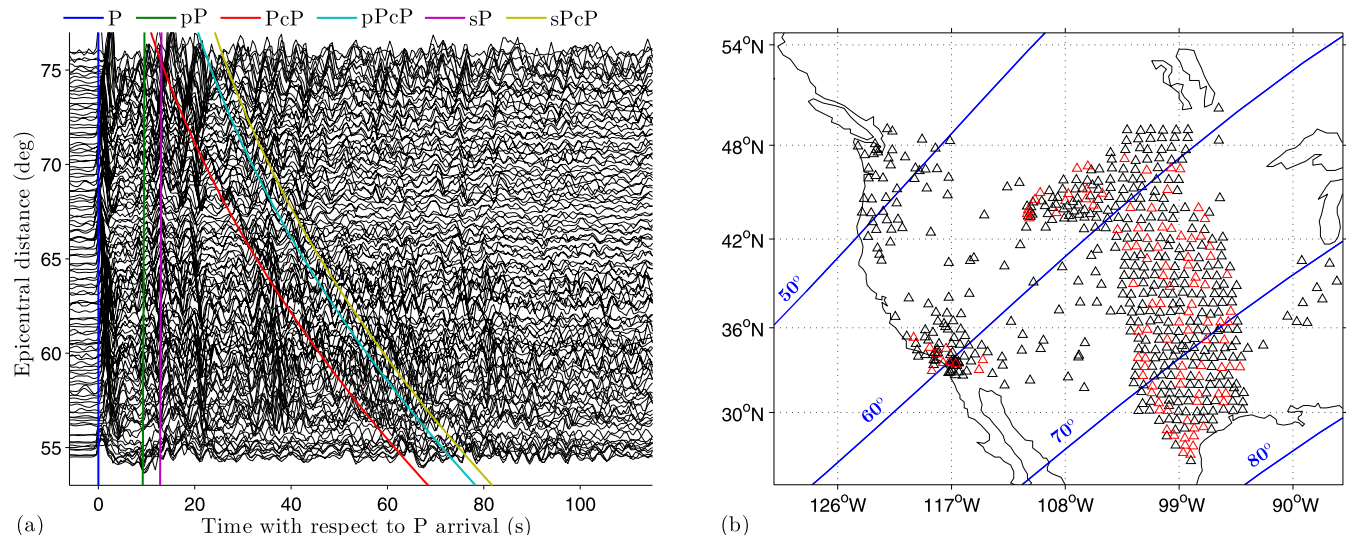 P pP PcP pPcP sP sPcP
75
70
65
60
55
Epicentral distance (deg)
0 20 40 60 80 100
Time with respect to P arrival (s)
(a)
54°N
48°N
42°N
36°N
30°N
50°
60°
70°
80°
126°W 117°W 108°W 99°W 90°W
(b)